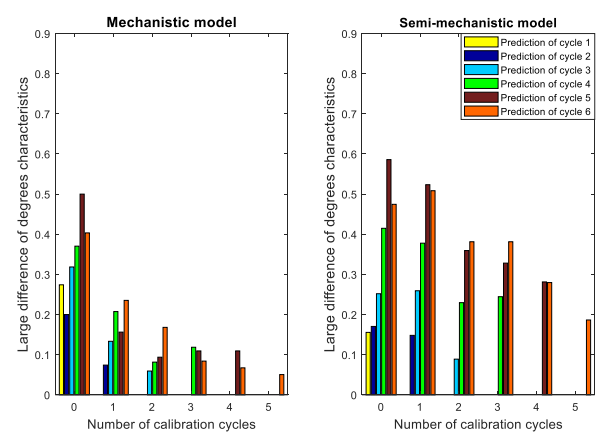 Mechanistic model
Large difference of degrees characteristics
0.9
0.8
0.7
0.6
0.5
0.4
0.3
0.2
0.1
0
0 1 2 3 4 5
Number of calibration cycles
Semi-mechanistic model
Large difference of degrees characteristics
0.9
0.8
0.7
0.6
0.5
0.4
0.3
0.2
0.1
0
Prediction of cycle 1
Prediction of cycle 2
Prediction of cycle 3
Prediction of cycle 4
Prediction of cycle 5
Prediction of cycle 6
0 1 2 3 4 5
Number of calibration cycles